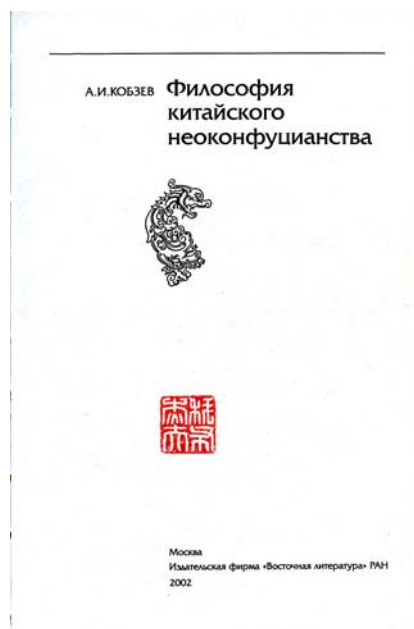 А.И.КОБЗЕВ Философия
китайского
неоконфуцианства
Москва
Издательская фирма «Восточная литература» РАН
2002